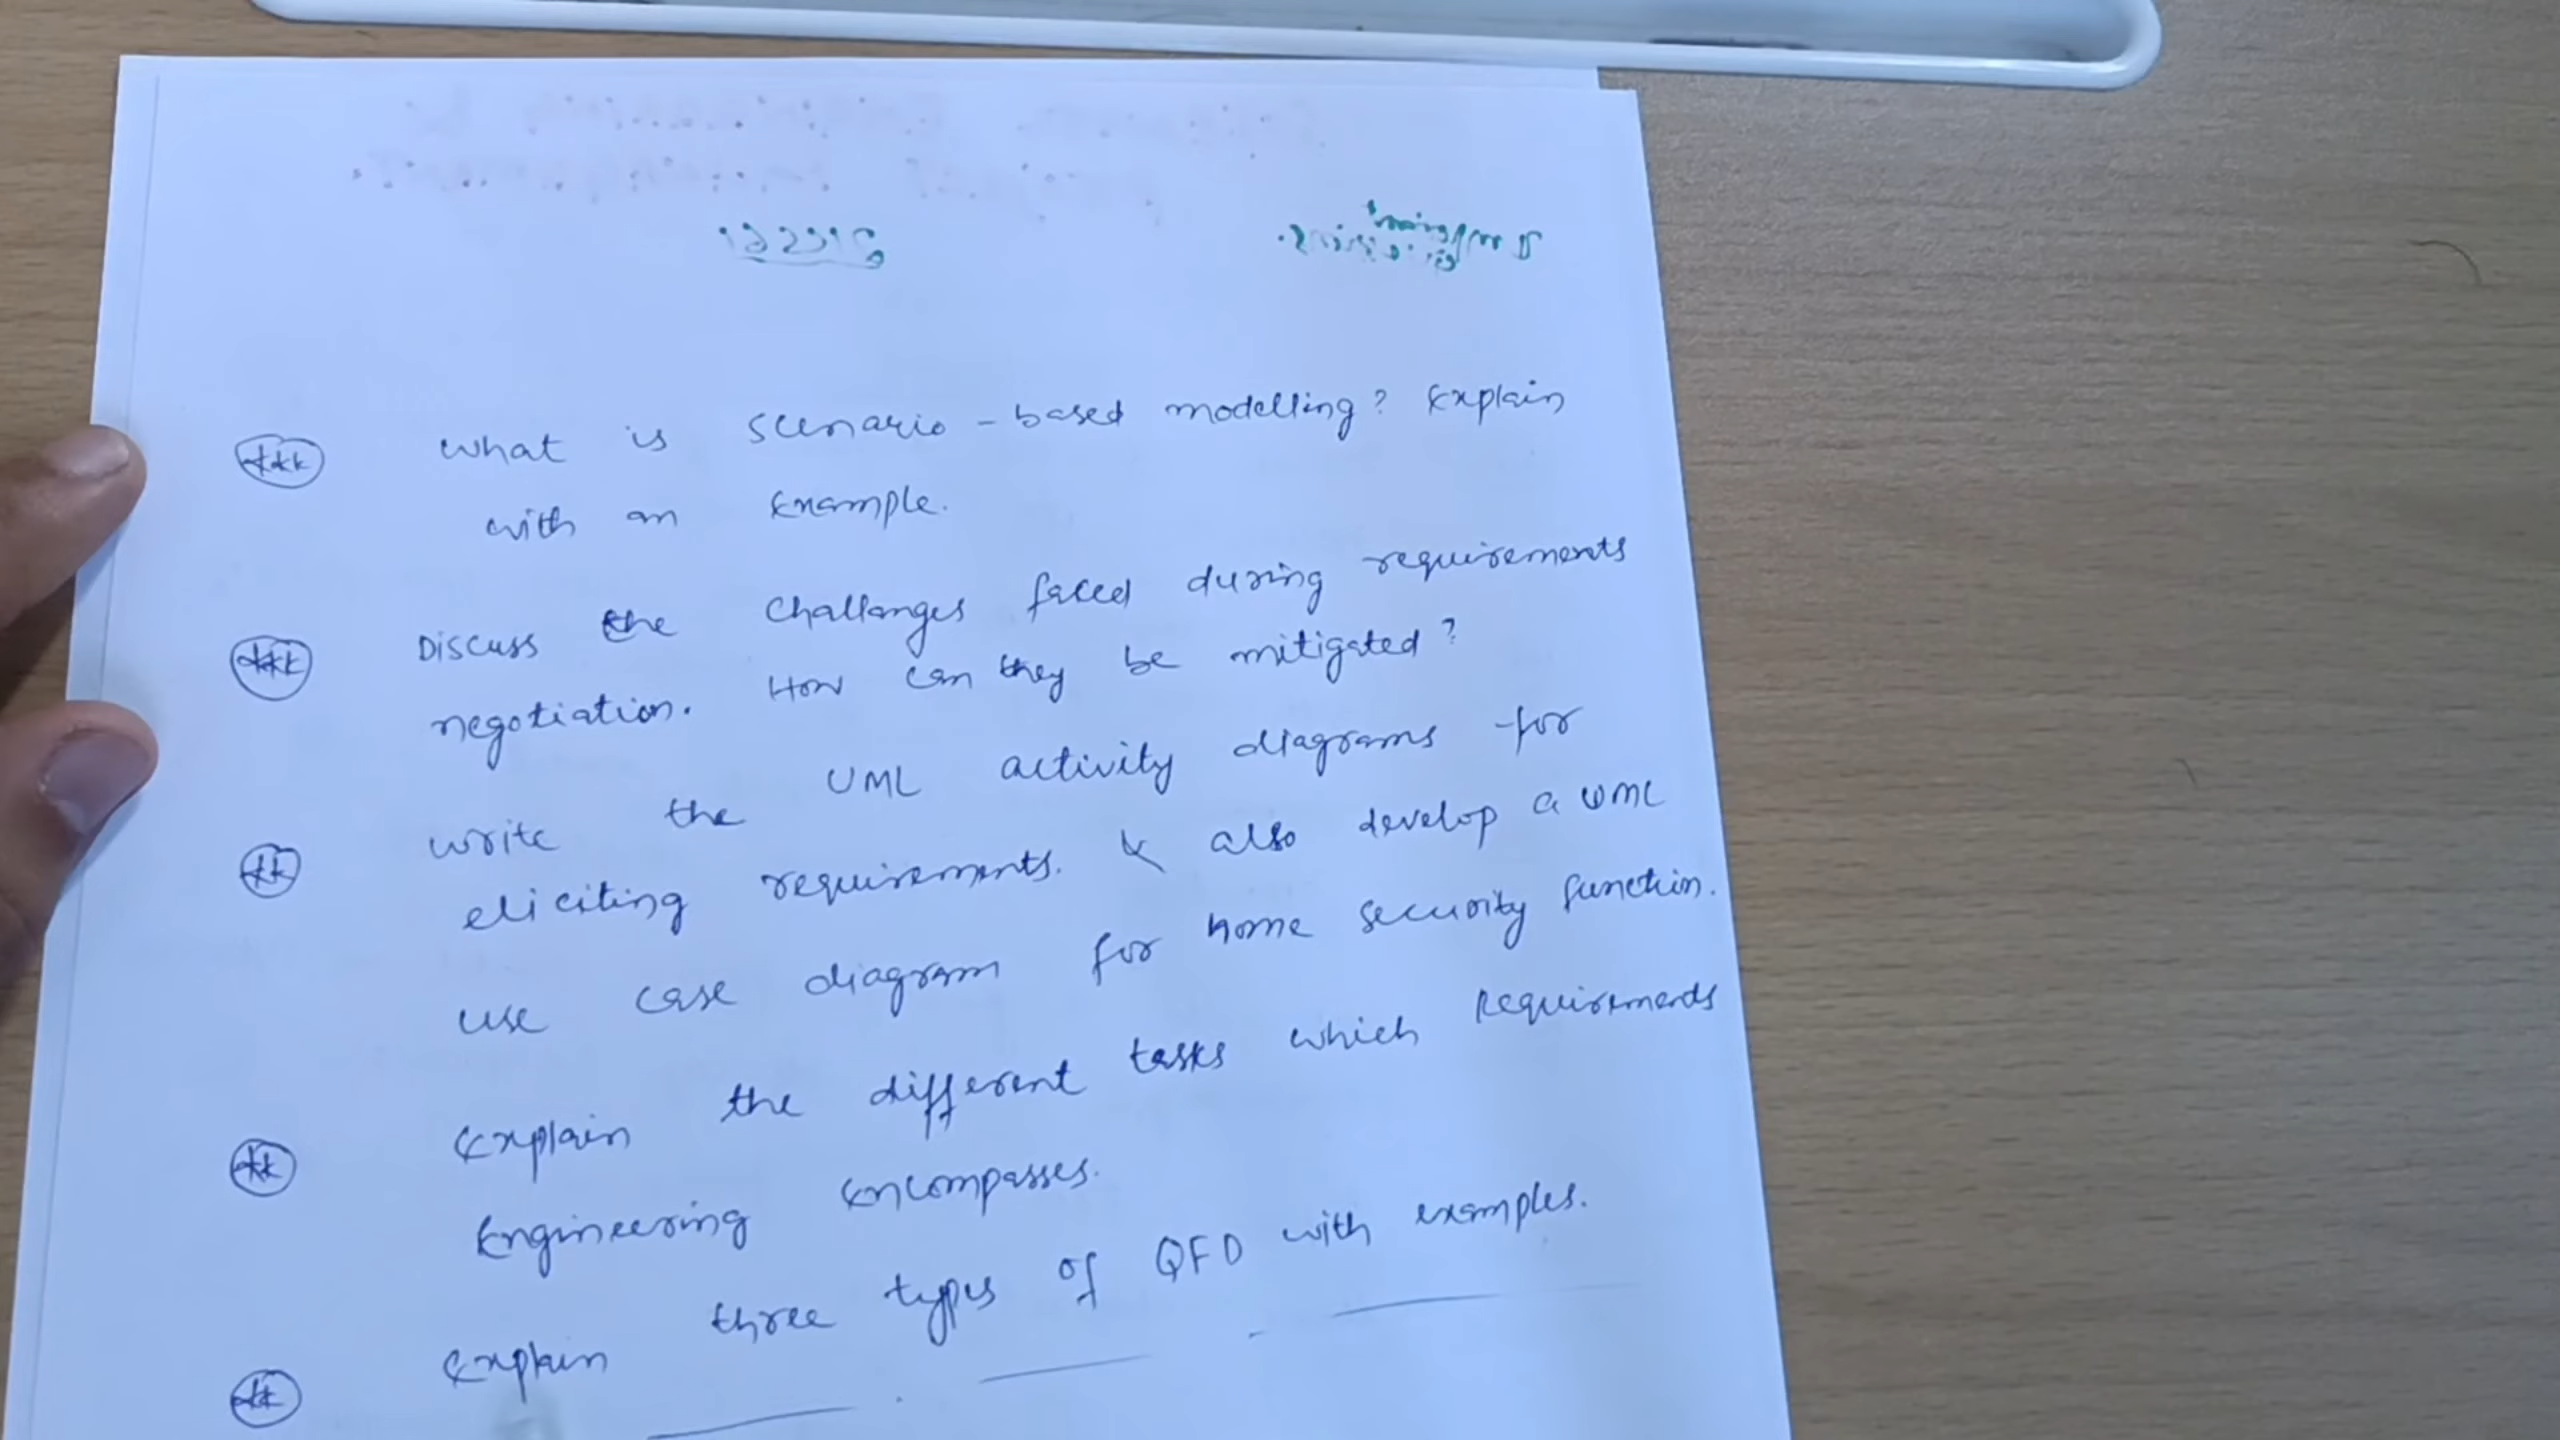 *** What is scenario-based modelling? Explain
with an Example.
*** Discuss the challanges faced during requirements
negotiation. How can they be mitigated?
** write the UML activity diagrams for
eliciting requirements. & also develop a UML
use case diagram for home security function.
** Explain the different tasks which Requirements
Engineering Encompasses.
** Explain three types of QFD with examples.